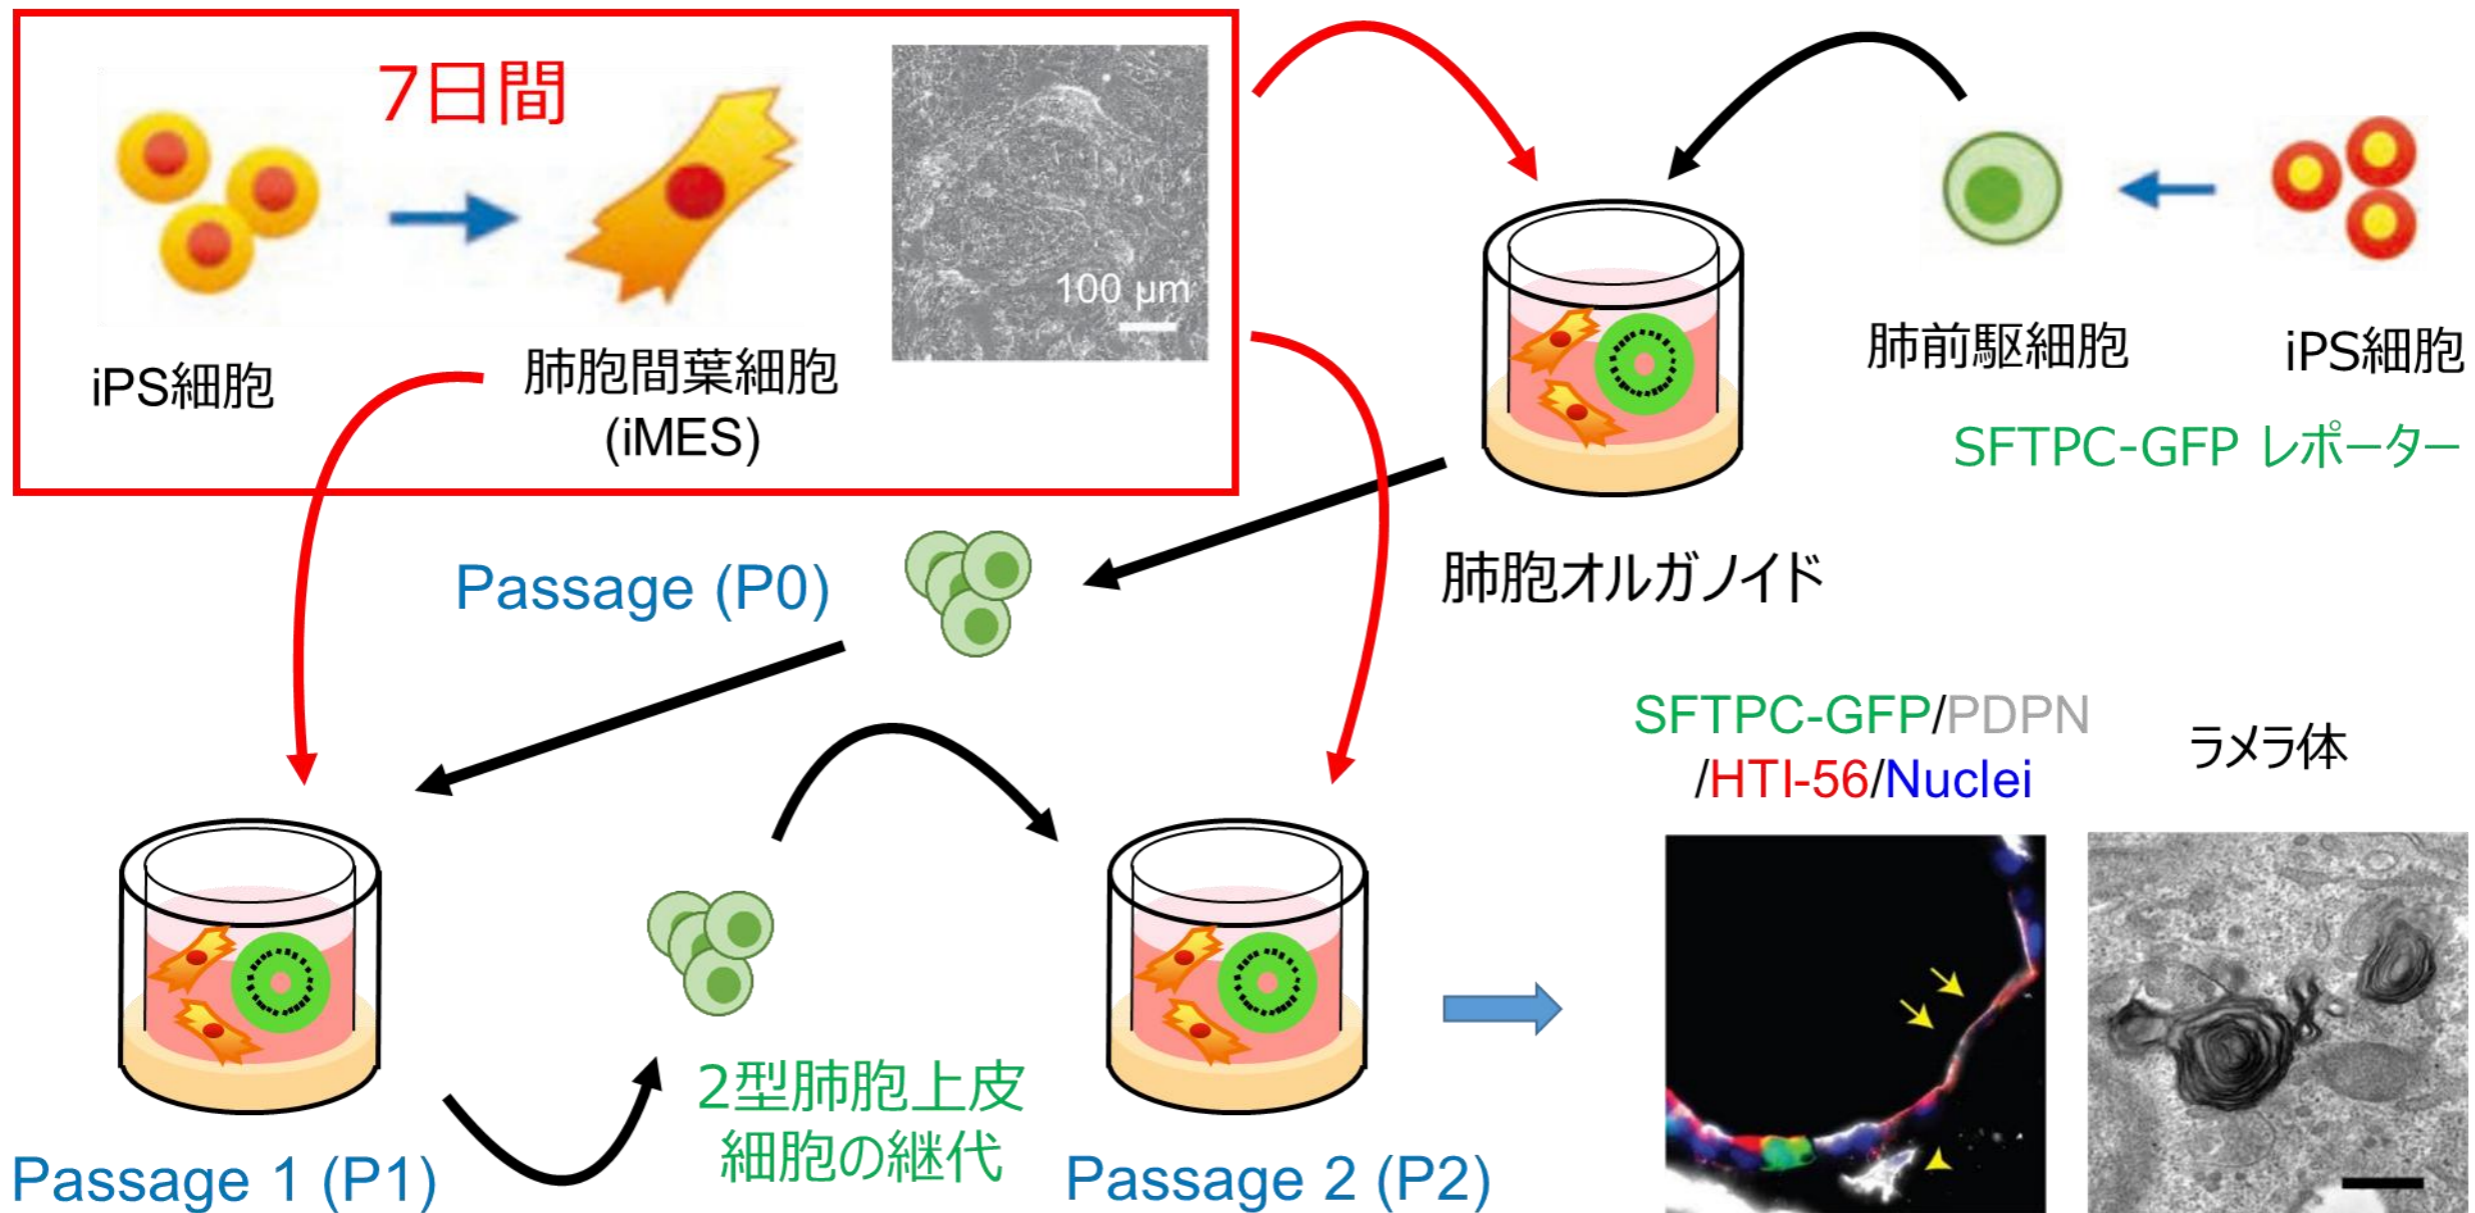 7日間
100 μm
iPS細胞
肺胞間葉細胞
(iMES)
肺前駆細胞
iPS細胞
SFTPC-GFP レポーター
肺胞オルガノイド
Passage (P0)
SFTPC-GFP/PDPN
/HTI-56/Nuclei
ラメラ体
2型肺胞上皮
細胞の継代
Passage 1 (P1)
Passage 2 (P2)